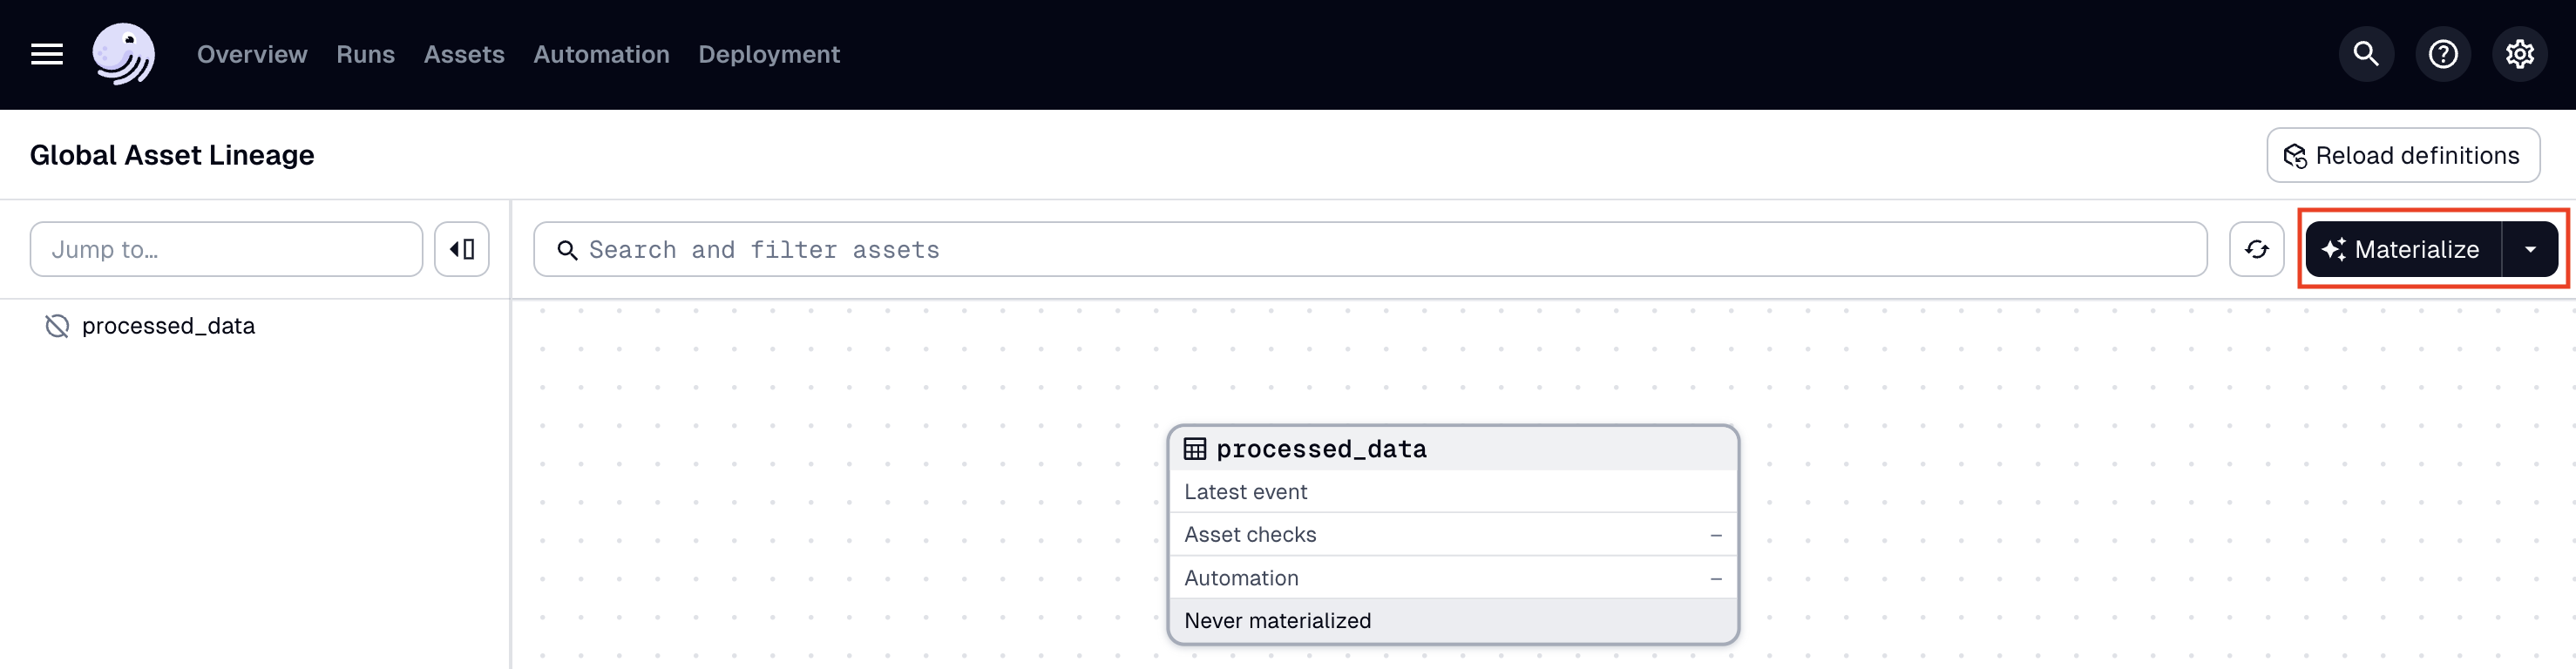 Overview Runs Assets Automation Deployment
Global Asset Lineage
Reload definitions
Jump to…
Search and filter assets
Materialize
processed_data
processed_data
Latest event
Asset checks –
Automation –
Never materialized